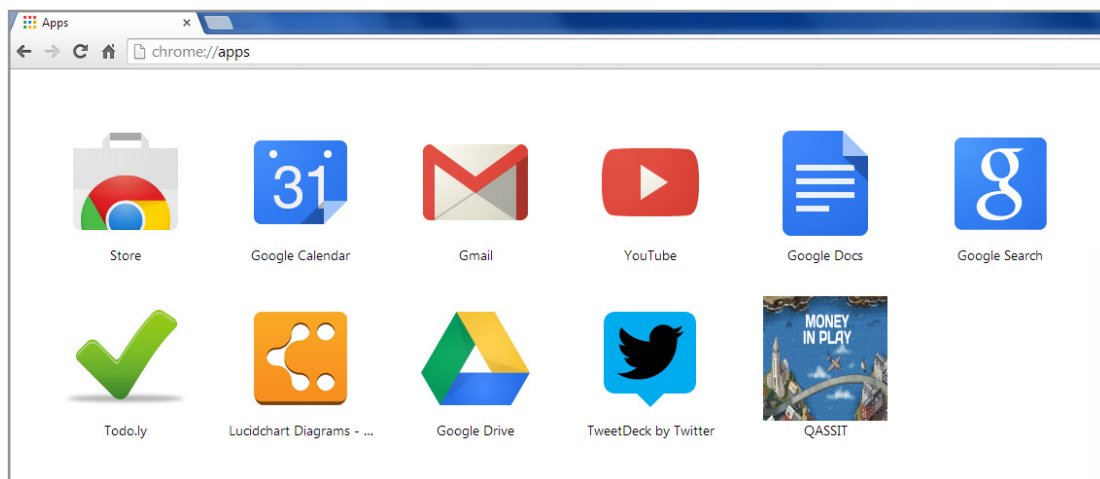 Apps
chrome://apps
31
g
Store
Google Calendar
Gmail
YouTube
Google Docs
Google Search
MONEY
IN PLAY
Todo.ly
Lucidchart Diagrams - ...
Google Drive
TweetDeck by Twitter
QASSIT